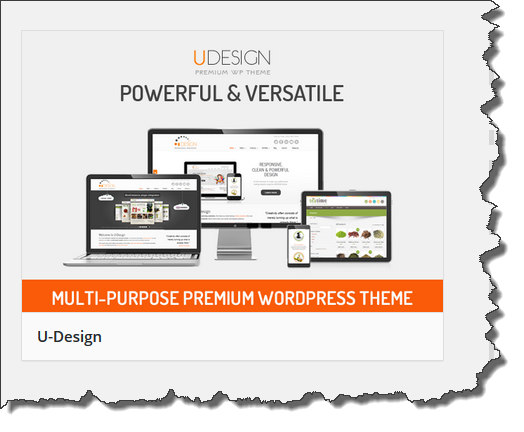 UDESIGN
PREMIUM WP THEME
POWERFUL & VERSATILE
RESPONSIVE,
CLEAN & POWERFUL
DESIGN
MULTI-PURPOSE PREMIUM WORDPRESS THEME
U-Design